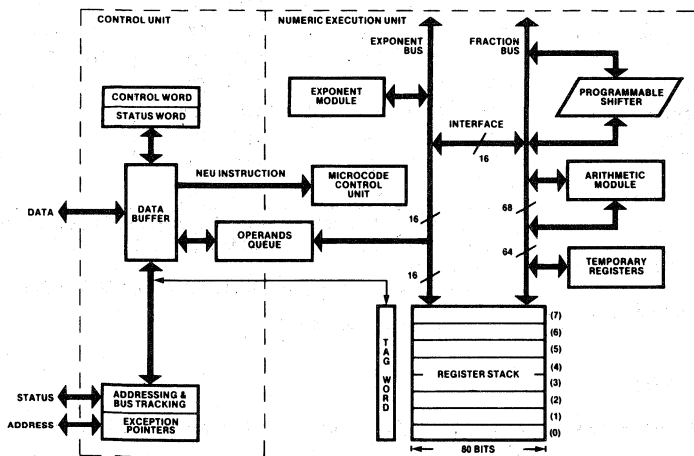 CONTROL UNIT
NUMERIC EXECUTION UNIT
EXPONENT
BUS
FRACTION
BUS
CONTROL WORD
STATUS WORD
EXPONENT
MODULE
PROGRAMMABLE
SHIFTER
INTERFACE
16
NEU INSTRUCTION
MICROCODE
CONTROL
UNIT
ARITHMETIC
MODULE
DATA
DATA
BUFFER
OPERANDS
QUEUE
16
68
64
16
TEMPORARY
REGISTERS
TAG WORD
REGISTER STACK
(7)
(6)
(5)
(4)
(3)
(2)
(1)
(0)
STATUS
ADDRESS
ADDRESSING &
BUS TRACKING
EXCEPTION
POINTERS
80 BITS